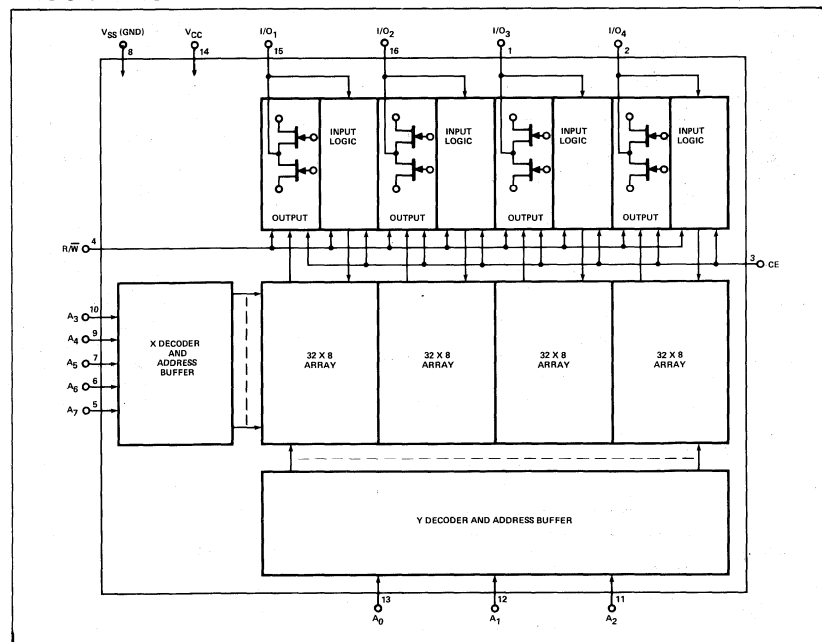 VSS (GND) VCC I/O1 I/O2 I/O3 I/O4
8 14 15 16 1 2
INPUT LOGIC INPUT LOGIC INPUT LOGIC INPUT LOGIC
OUTPUT OUTPUT OUTPUT OUTPUT
R/W̅ 4
3 CE
A3 10
A4 9
A5 7
A6 6
A7 5
X DECODER
AND
ADDRESS
BUFFER
32 X 8 32 X 8 32 X 8 32 X 8
ARRAY ARRAY ARRAY ARRAY
Y DECODER AND ADDRESS BUFFER
13 12 11
A0 A1 A2